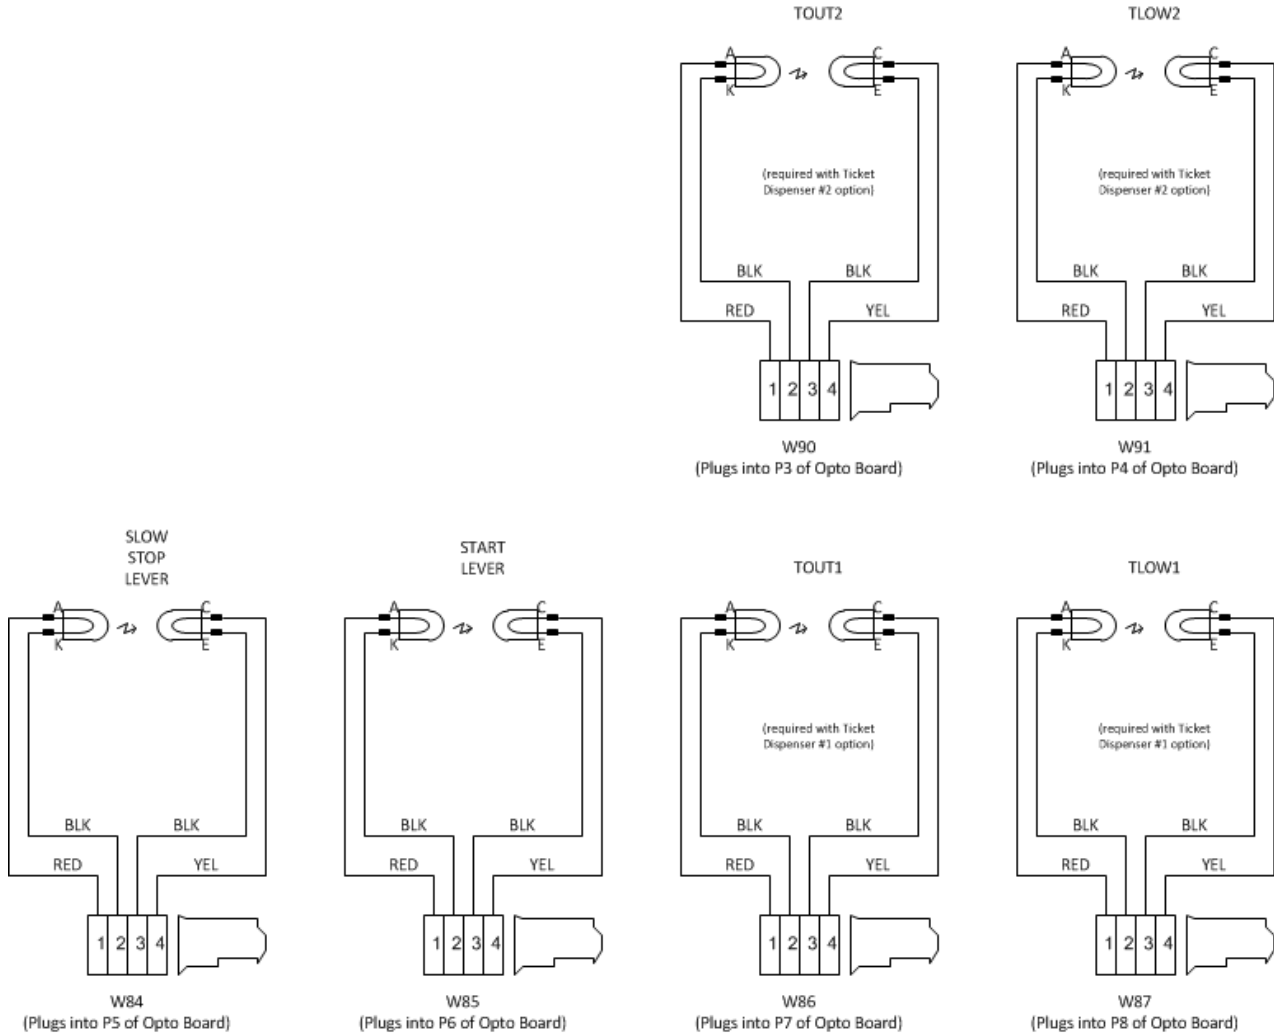 TOUT2
A
K
C
E
(required with Ticket
Dispenser #2 option)
BLK
BLK
RED
YEL
1 2 3 4
W90
(Plugs into P3 of Opto Board)
TLOW2
A
K
C
E
(required with Ticket
Dispenser #2 option)
BLK
BLK
RED
YEL
1 2 3 4
W91
(Plugs into P4 of Opto Board)
SLOW
STOP
LEVER
A
K
C
E
BLK
BLK
RED
YEL
1 2 3 4
W84
(Plugs into P5 of Opto Board)
START
LEVER
A
K
C
E
BLK
BLK
RED
YEL
1 2 3 4
W85
(Plugs into P6 of Opto Board)
TOUT1
A
K
C
E
(required with Ticket
Dispenser #1 option)
BLK
BLK
RED
YEL
1 2 3 4
W86
(Plugs into P7 of Opto Board)
TLOW1
A
K
C
E
(required with Ticket
Dispenser #1 option)
BLK
BLK
RED
YEL
1 2 3 4
W87
(Plugs into P8 of Opto Board)